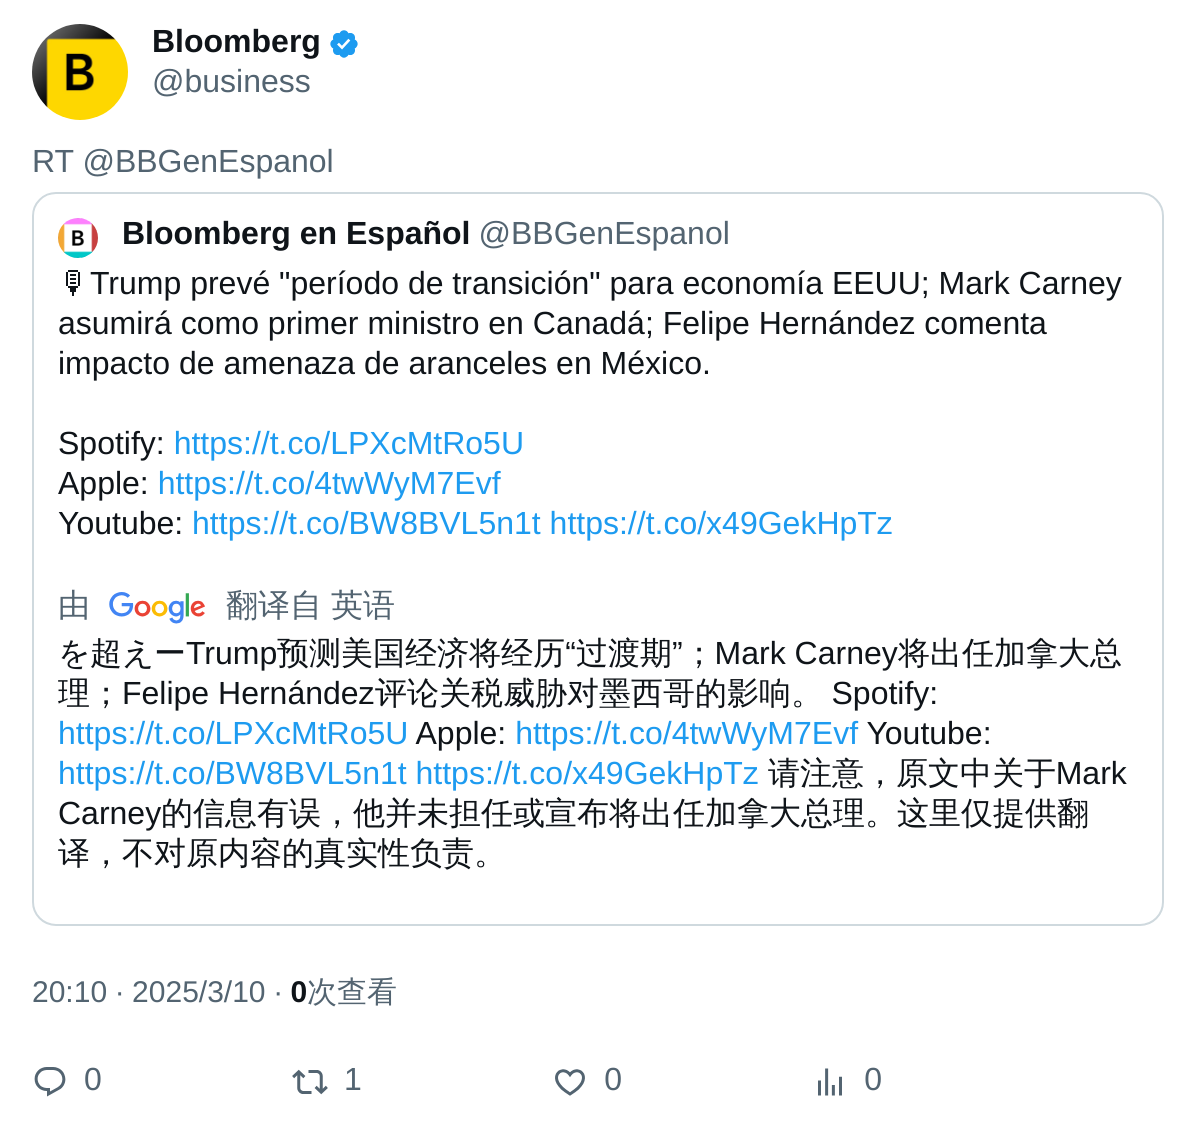 Bloomberg
@business
RT @BBGenEspanol
Bloomberg en Español @BBGenEspanol
🎙Trump prevé "período de transición" para economía EEUU; Mark Carney
asumirá como primer ministro en Canadá; Felipe Hernández comenta
impacto de amenaza de aranceles en México.
Spotify: https://t.co/LPXcMtRo5U
Apple: https://t.co/4twWyM7Evf
Youtube: https://t.co/BW8BVL5n1t https://t.co/x49GekHpTz
由 Google 翻译自 英语
を超えーTrump预测美国经济将经历“过渡期”；Mark Carney将出任加拿大总
理；Felipe Hernández评论关税威胁对墨西哥的影响。 Spotify:
https://t.co/LPXcMtRo5U Apple: https://t.co/4twWyM7Evf Youtube:
https://t.co/BW8BVL5n1t https://t.co/x49GekHpTz 请注意，原文中关于Mark
Carney的信息有误，他并未担任或宣布将出任加拿大总理。这里仅提供翻
译，不对原内容的真实性负责。
20:10 · 2025/3/10 · 0次查看
0 1 0 0